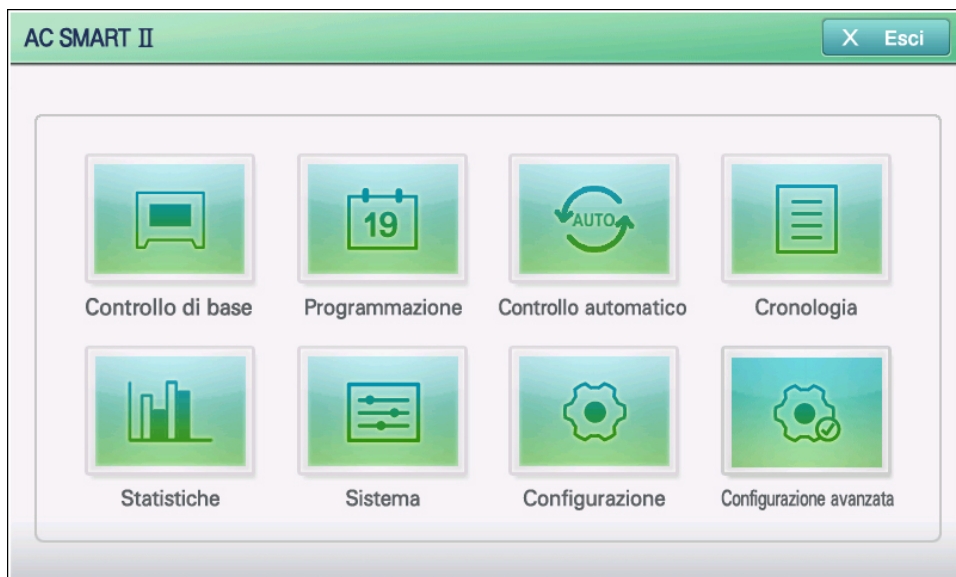 AC SMART II
X Esci
19
AUTO
Controllo di base
Programmazione
Controllo automatico
Cronologia
Statistiche
Sistema
Configurazione
Configurazione avanzata